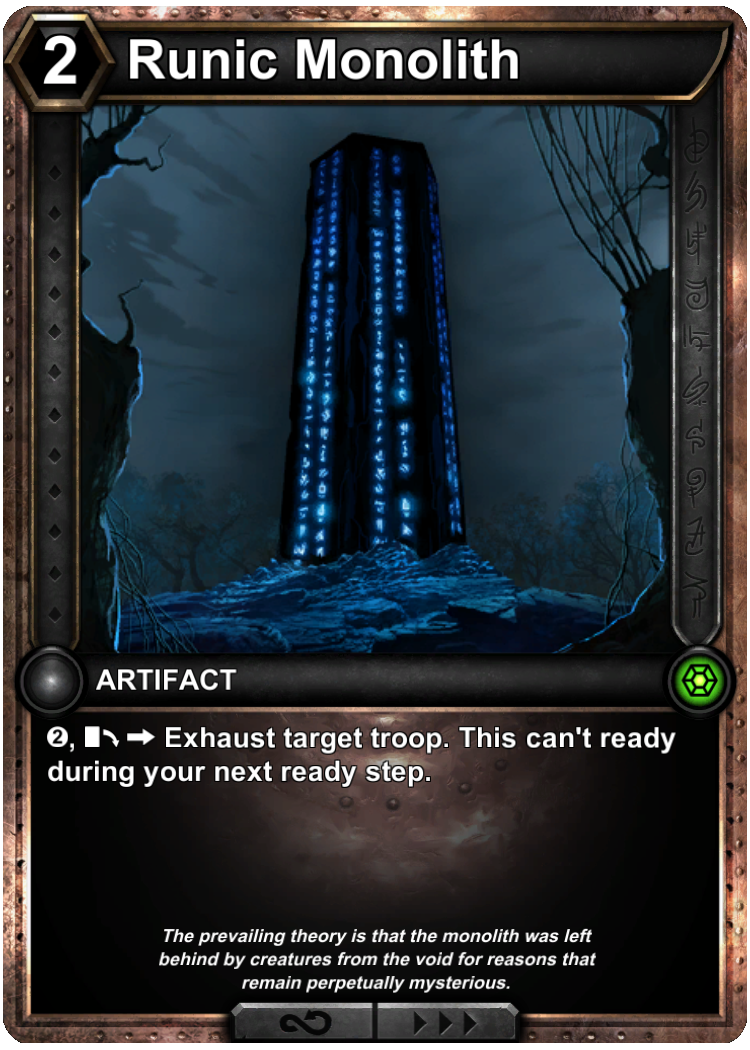 2 Runic Monolith
ARTIFACT
❷, ➡ Exhaust target troop. This can't ready
during your next ready step.
The prevailing theory is that the monolith was left
behind by creatures from the void for reasons that
remain perpetually mysterious.